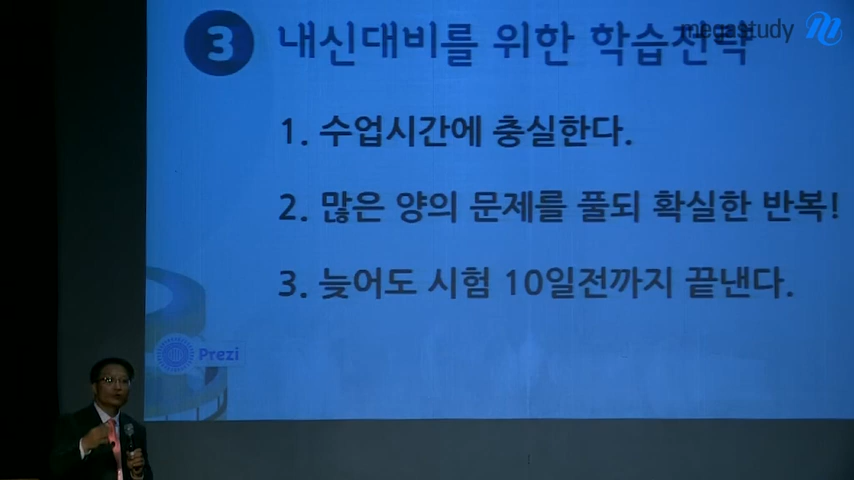 megastudy
3 내신대비를 위한 학습전략
1. 수업시간에 충실한다.
2. 많은 양의 문제를 풀되 확실한 반복!
3. 늦어도 시험 10일전까지 끝낸다.
Prezi